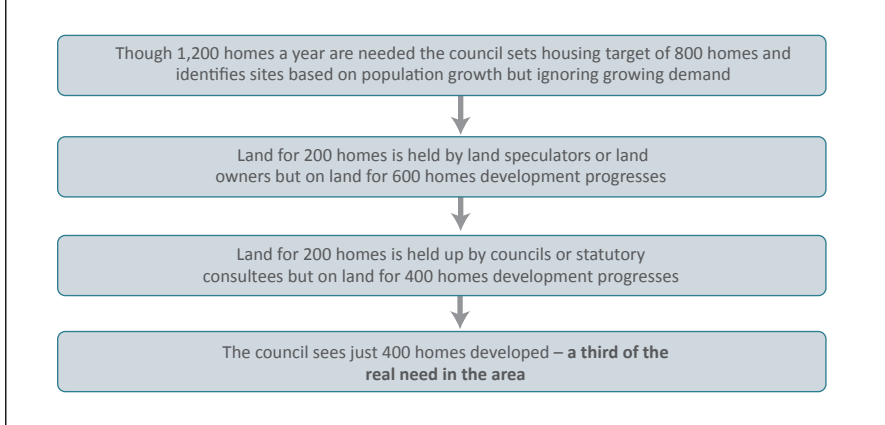 Though 1,200 homes a year are needed the council sets housing target of 800 homes and
identifies sites based on population growth but ignoring growing demand
Land for 200 homes is held by land speculators or land
owners but on land for 600 homes development progresses
Land for 200 homes is held up by councils or statutory
consultees but on land for 400 homes development progresses
The council sees just 400 homes developed – a third of the
real need in the area